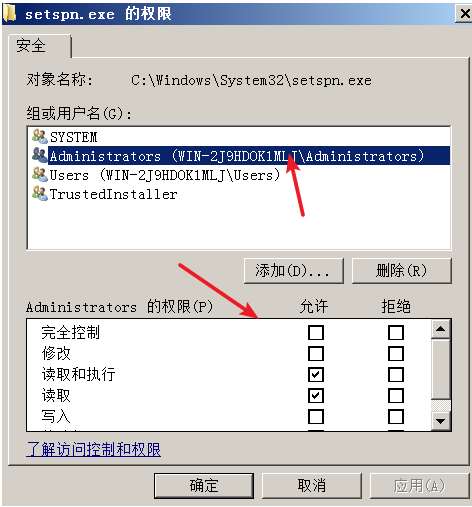 setspn.exe 的权限
安全
对象名称: C:\Windows\System32\setspn.exe
组或用户名(G):
SYSTEM
Administrators (WIN-2J9HDOK1MLJ\Administrators)
Users (WIN-2J9HDOK1MLJ\Users)
TrustedInstaller
添加(D)... 删除(R)
Administrators 的权限(P) 允许 拒绝
完全控制
修改
读取和执行
读取
写入
了解访问控制和权限
确定 取消 应用(A)